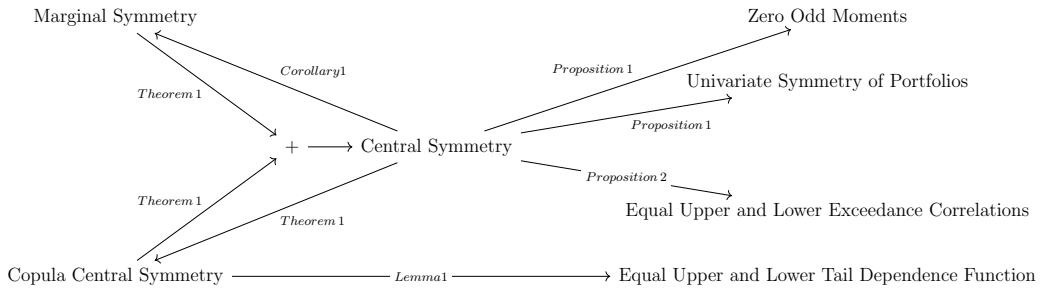 Marginal Symmetry
Zero Odd Moments
Corollary1
Proposition 1
Theorem 1
Univariate Symmetry of Portfolios
Proposition 1
+
Central Symmetry
Proposition 2
Theorem 1
Theorem 1
Equal Upper and Lower Exceedance Correlations
Copula Central Symmetry
Lemma1
Equal Upper and Lower Tail Dependence Function